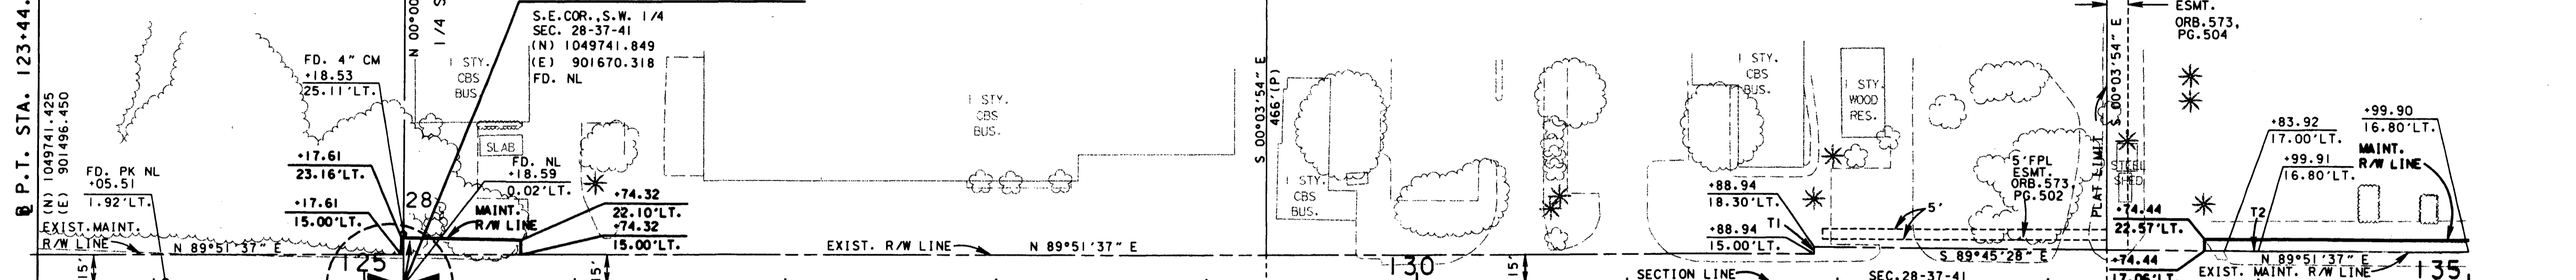 B P.T. STA. 123+44.
(N) 1049741.425
(E) 901496.450
FD. PK NL
+05.51
1.92'LT.
EXIST.MAINT.
R/W LINE
N 89°51'37" E
15'
FD. 4" CM
+18.53
25.11'LT.
+17.61
23.16'LT.
+17.61
15.00'LT.
N 00°00
1/4 S
28
125
S.E.COR.,S.W. 1/4
SEC. 28-37-41
(N) 1049741.849
(E) 901670.318
FD. NL
1 STY.
CBS
BUS.
SLAB
FD. NL
+18.59
0.02'LT.
MAINT.
R/W LINE
+74.32
22.10'LT.
+74.32
15.00'LT.
15'
EXIST. R/W LINE
N 89°51'37" E
1 STY.
CBS
BUS.
S 00°03'54" E
466'(P)
1 STY.
CBS
BUS.
130
15'
1 STY.
CBS
BUS.
1 STY.
WOOD
RES.
+88.94
18.30'LT.
T1
+88.94
15.00'LT.
SECTION LINE
5'
5'FPL
ESMT.
ORB.573,
PG.502
S 89°45'28" E
SEC.28-37-41
PLAT LIMIT
S 00°03'54" E
ESMT.
ORB.573,
PG.504
STEEL
SHED
+74.44
22.57'LT.
+74.44
17.06'LT
T2
+83.92
17.00'LT.
+99.91
16.80'LT.
+99.90
16.80'LT.
MAINT.
R/W LINE
N 89°51'37" E
EXIST. MAINT. R/W LINE
135